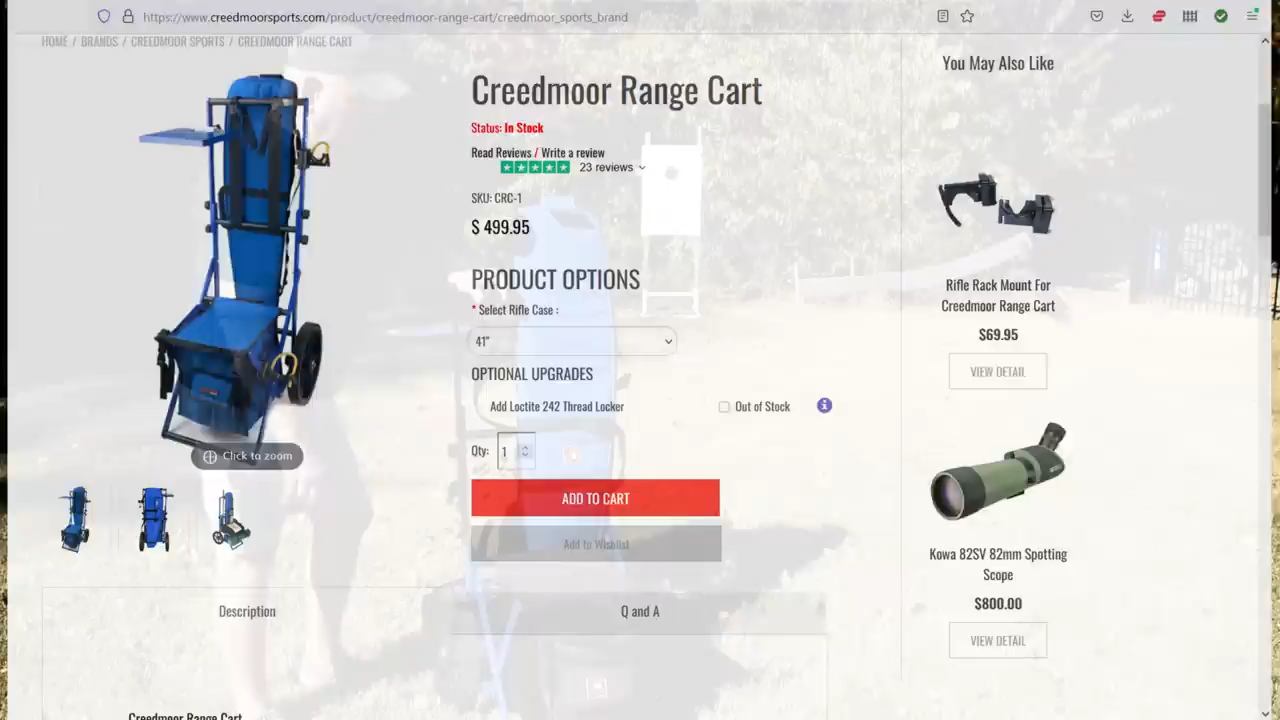 https://www.creedmoorsports.com/product/creedmoor-range-cart/creedmoor_sports_brand
HOME / BRANDS / CREEDMOOR SPORTS / CREEDMOOR RANGE CART
Creedmoor Range Cart
Status: In Stock
Read Reviews / Write a review
23 reviews
SKU: CRC-1
$ 499.95
PRODUCT OPTIONS
* Select Rifle Case :
41"
OPTIONAL UPGRADES
Add Loctite 242 Thread Locker
Out of Stock
Qty: 1
ADD TO CART
Add to Wishlist
Click to zoom
Description
Q and A
Creedmoor Range Cart
You May Also Like
Rifle Rack Mount For
Creedmoor Range Cart
$69.95
VIEW DETAIL
Kowa 82SV 82mm Spotting
Scope
$800.00
VIEW DETAIL